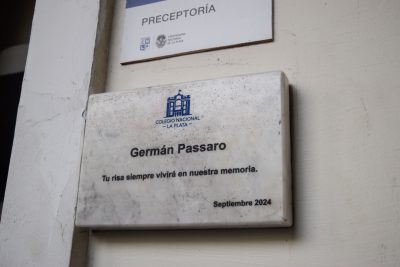 PRECEPTORÍA
COLEGIO NACIONAL
LA PLATA
Germán Passaro
Tu risa siempre vivirá en nuestra memoria.
Septiembre 2024